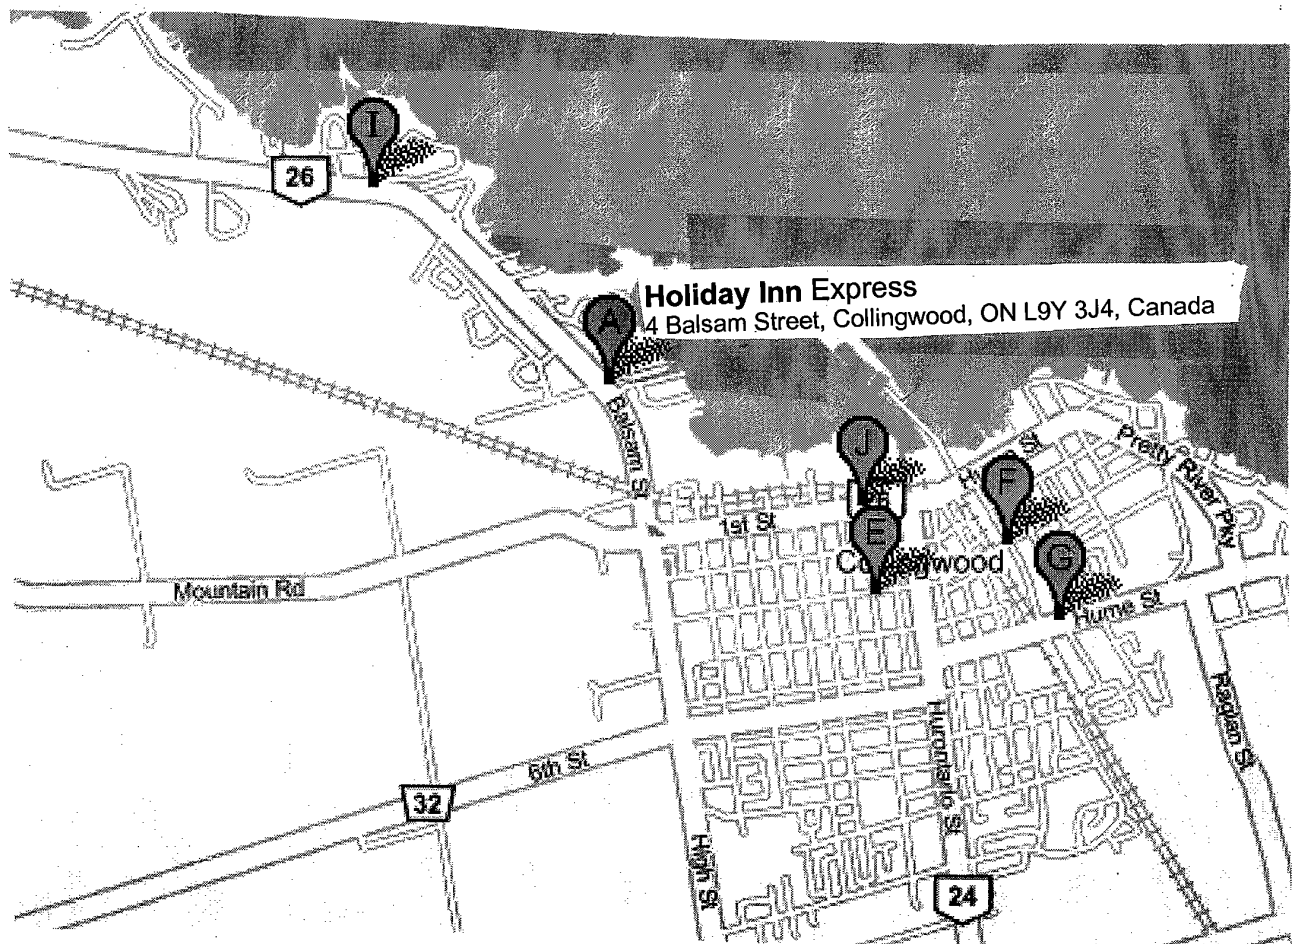 I
26
Holiday Inn Express
4 Balsam Street, Collingwood, ON L9Y 3J4, Canada
A
Balsam St
J
F
St
Pretty River Pky
1st St
E
G
Mountain Rd
Hume St
Raglan St
Hurontario St
6th St
32
High St
24